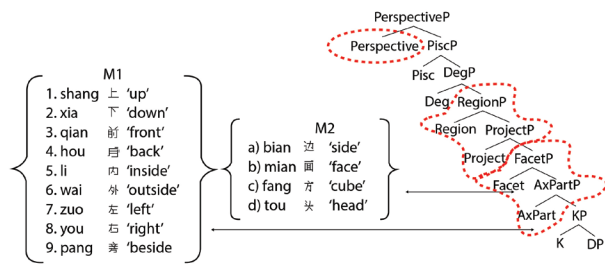 M1
1. shang 上 ‘up’
2. xia 下 ‘down’
3. qian 前 ‘front’
4. hou 后 ‘back’
5. li 内 ‘inside’
6. wai 外 ‘outside’
7. zuo 左 ‘left’
8. you 右 ‘right’
9. pang 旁 ‘beside
M2
a) bian 边 ‘side’
b) mian 面 ‘face’
c) fang 方 ‘cube’
d) tou 头 ‘head’
PerspectiveP
Perspective PiscP
Pisc DegP
Deg RegionP
Region ProjectP
Project FacetP
Facet AxPartP
AxPart KP
K DP